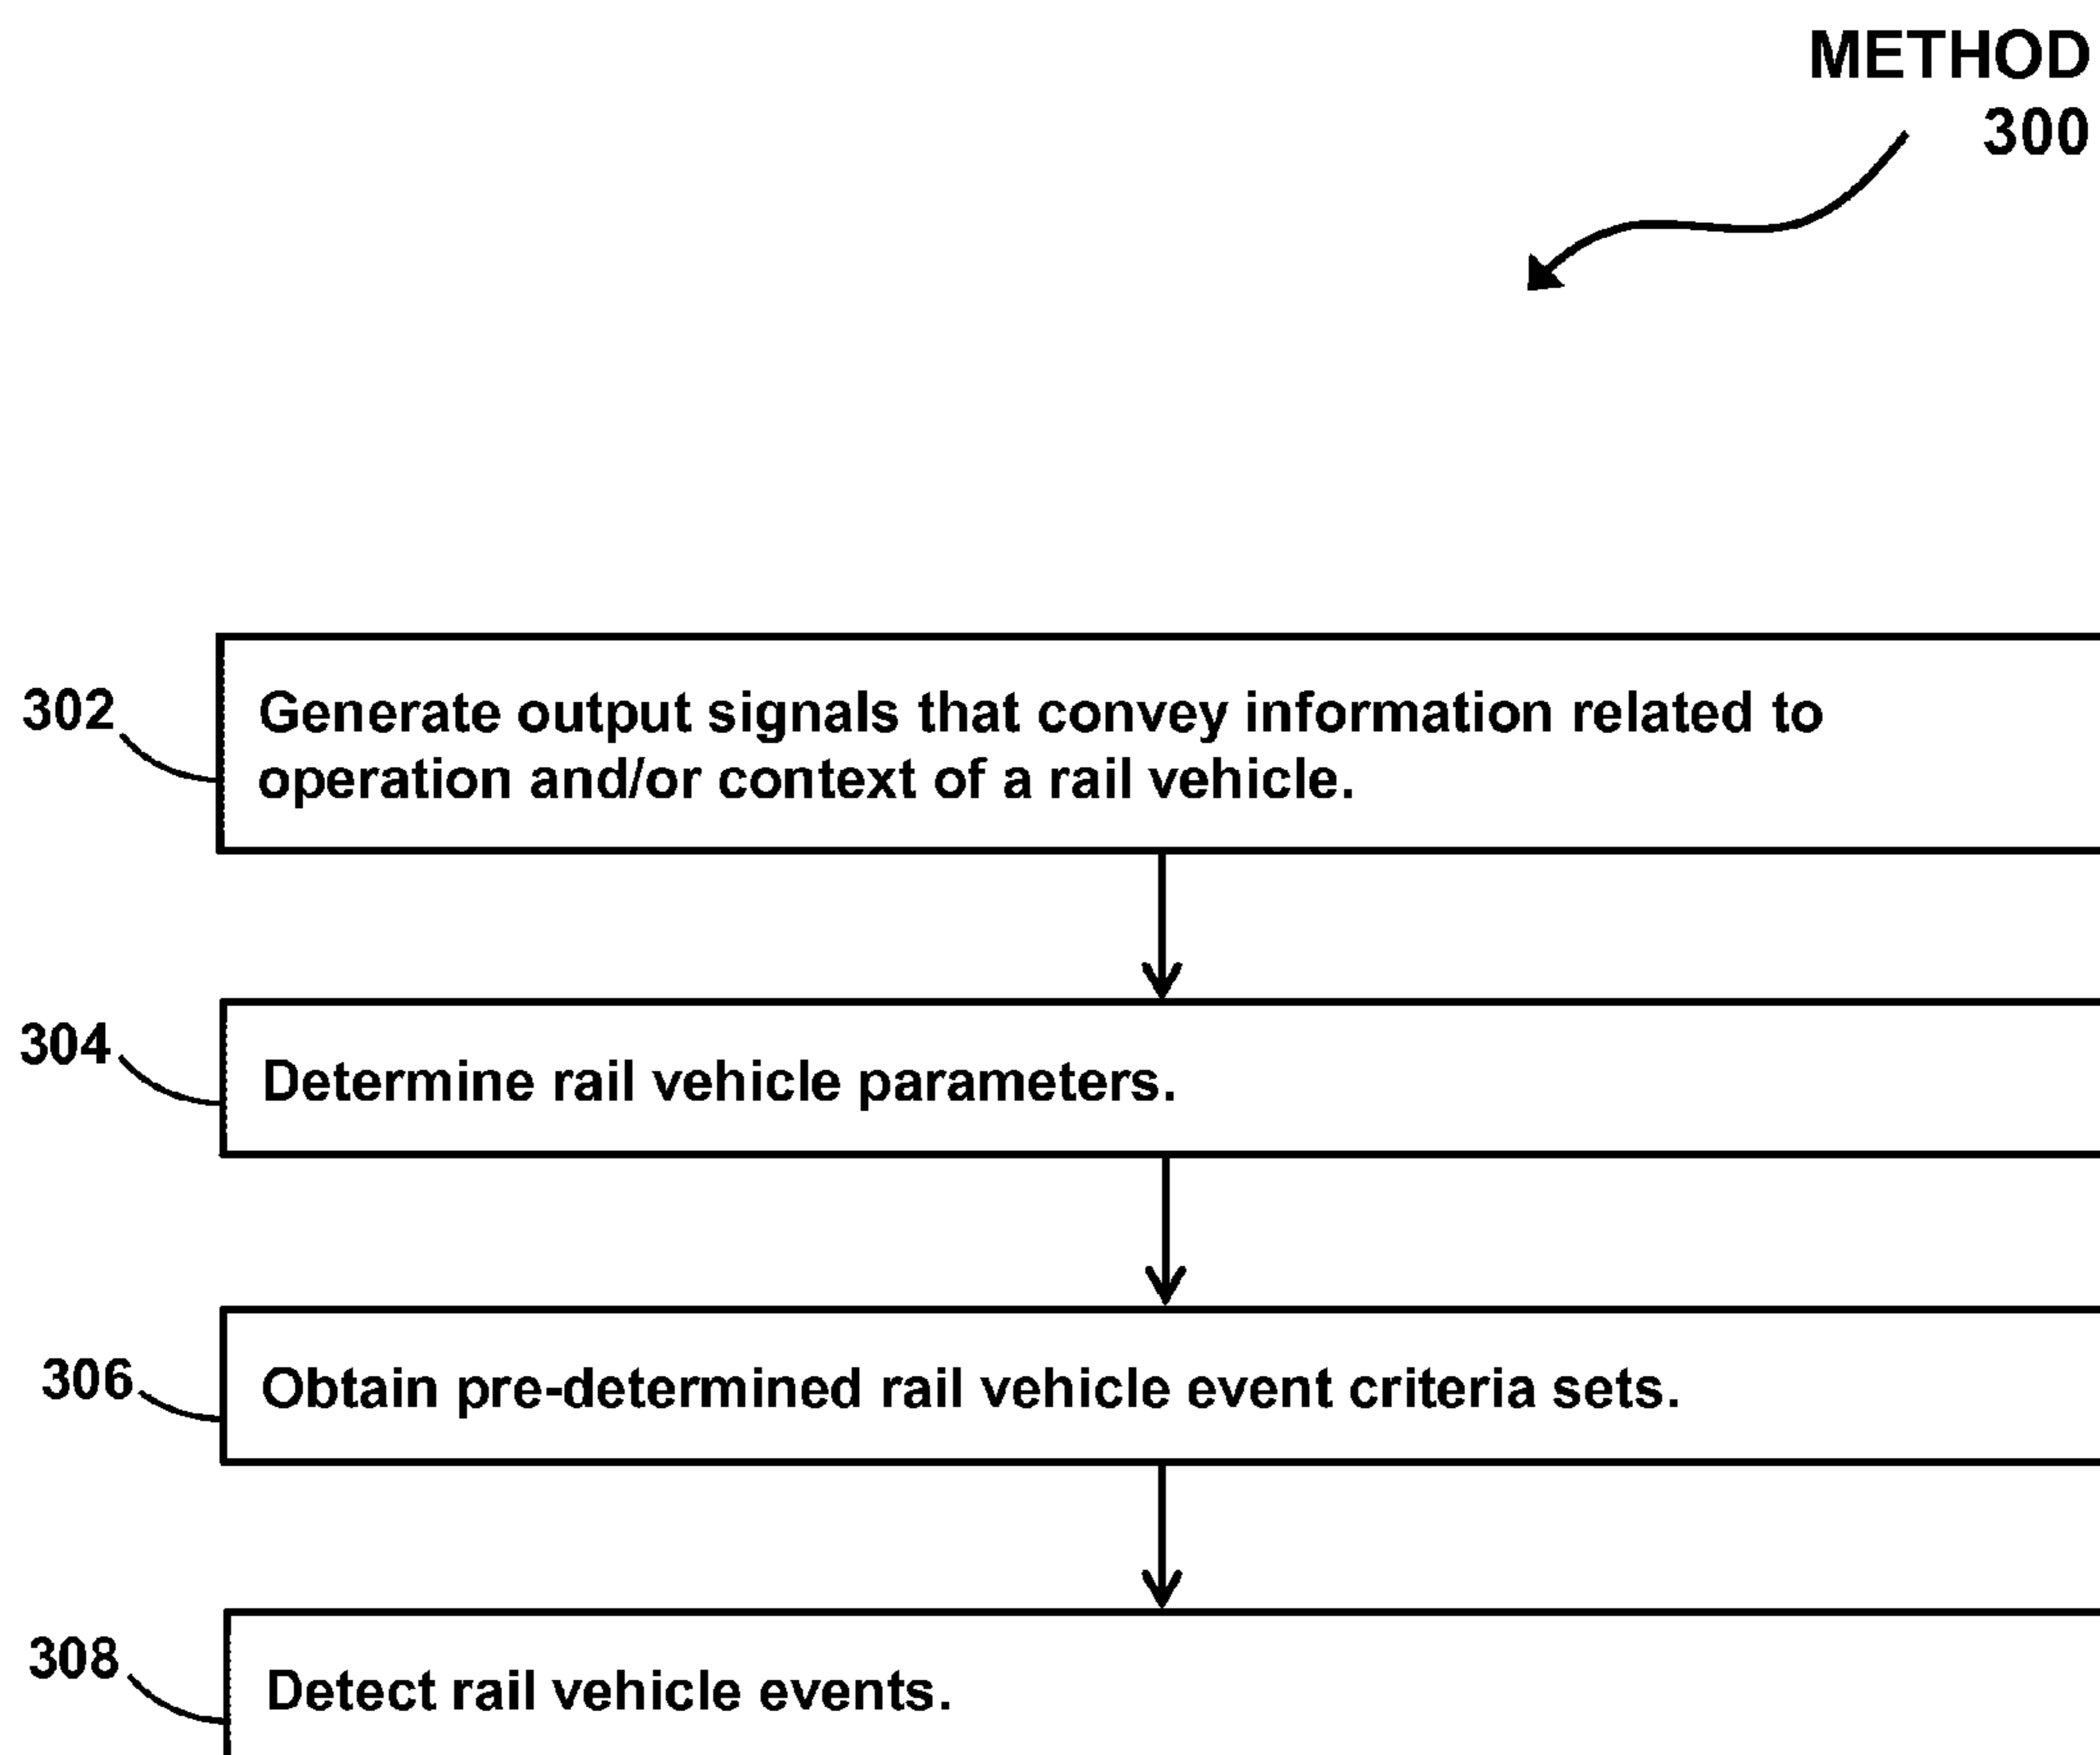 METHOD
300
302
Generate output signals that convey information related to
operation and/or context of a rail vehicle.
304
Determine rail vehicle parameters.
306
Obtain pre-determined rail vehicle event criteria sets.
308
Detect rail vehicle events.